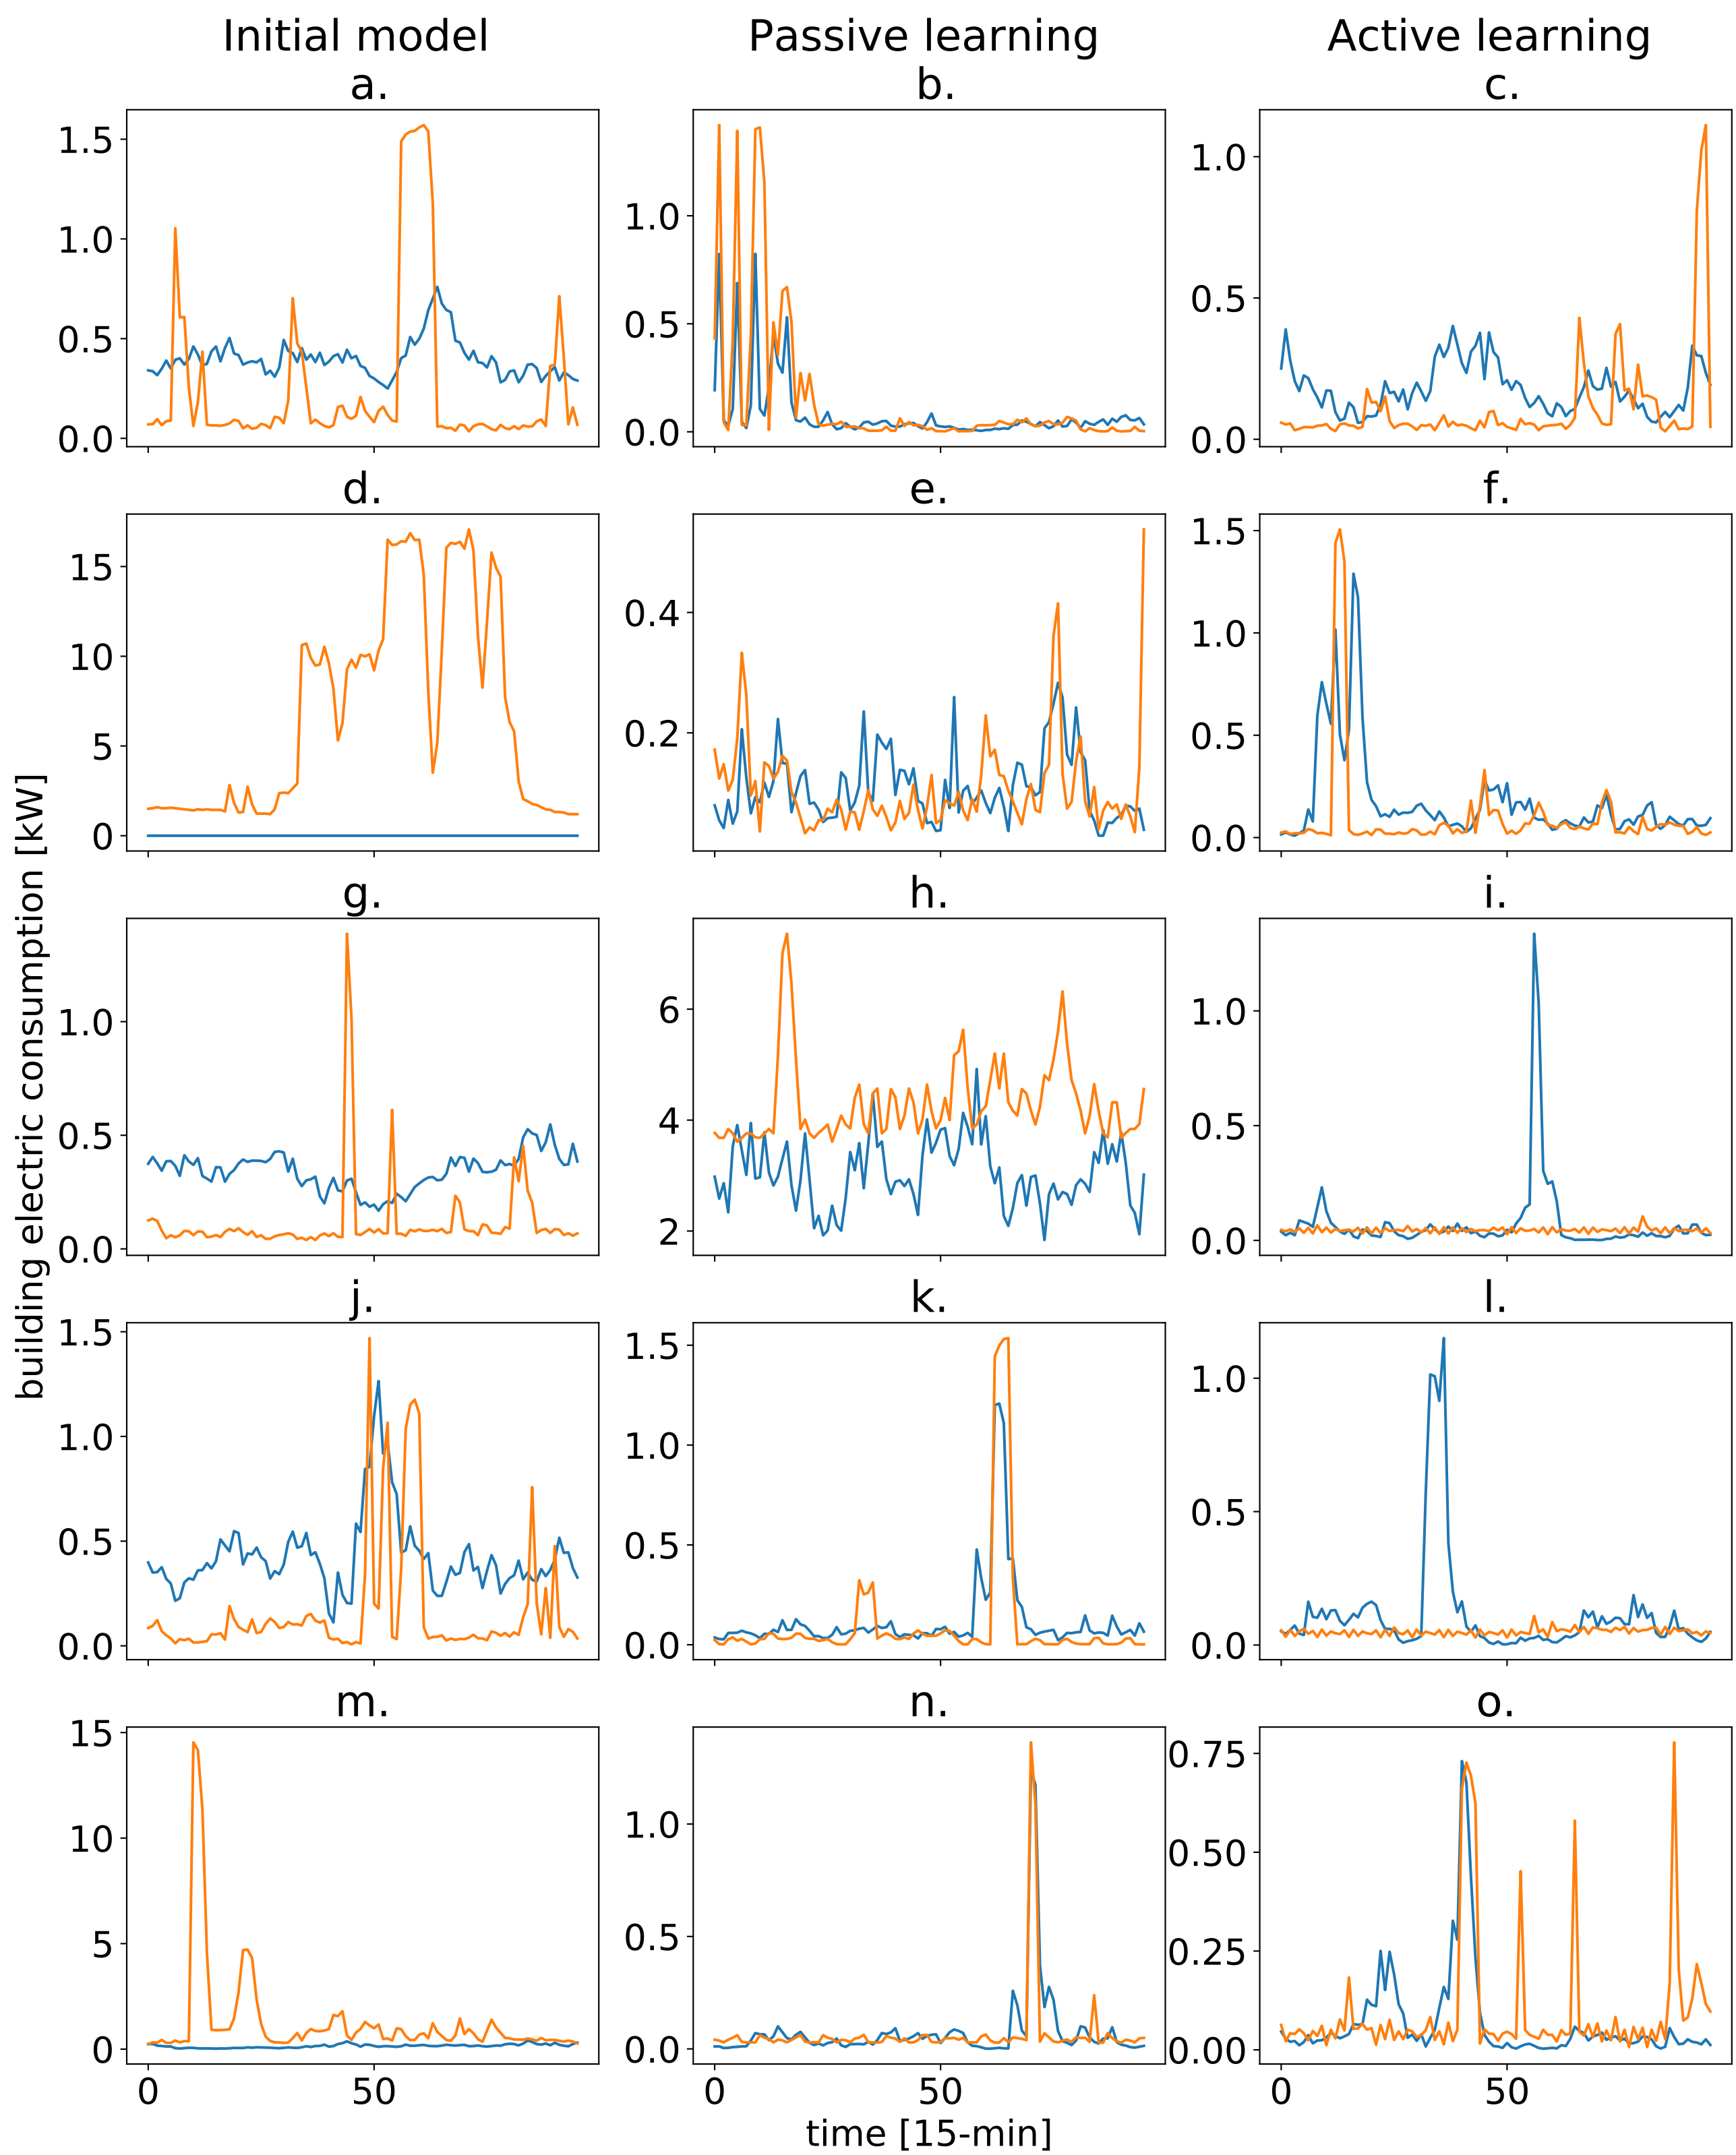 Initial model
Passive learning
Active learning
a.
b.
c.
1.5
1.0
0.5
0.0
1.0
0.5
0.0
1.0
0.5
0.0
d.
e.
f.
15
10
5
0
0.4
0.2
1.5
1.0
0.5
0.0
g.
h.
i.
1.0
0.5
0.0
6
4
2
1.0
0.5
0.0
building electric consumption [kW]
j.
k.
l.
1.5
1.0
0.5
0.0
1.5
1.0
0.5
0.0
1.0
0.5
0.0
m.
n.
o.
15
10
5
0
1.0
0.5
0.0
0.75
0.50
0.25
0.00
0
50
0
50
0
50
time [15-min]